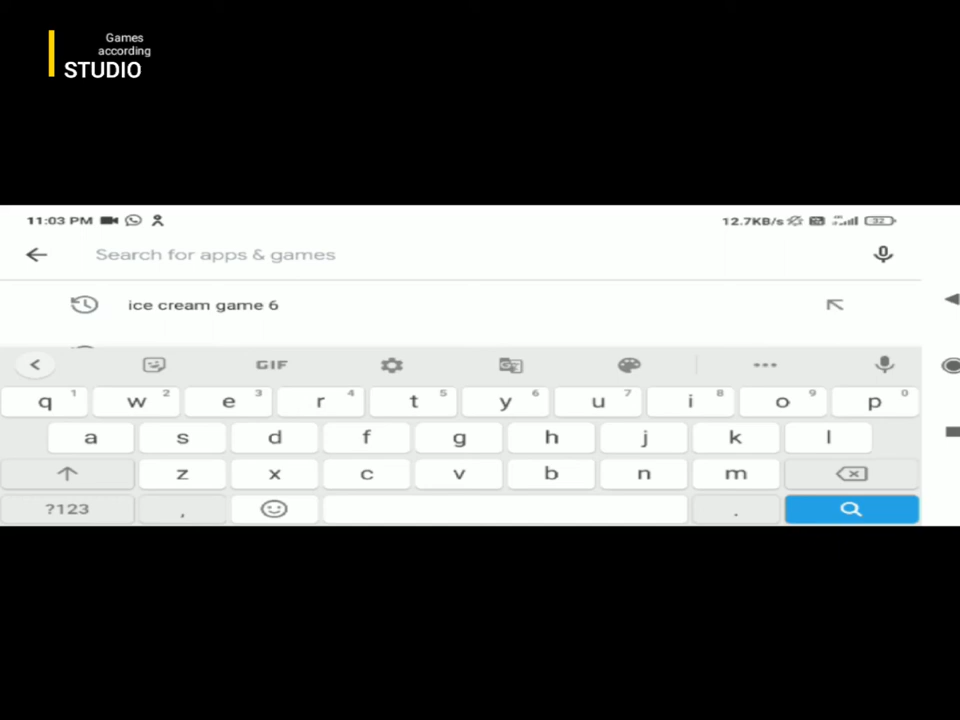 Games
according
STUDIO
11:03 PM 12.7KB/s 32
Search for apps & games
ice cream game 6
GIF
q 1 w 2 e 3 r 4 t 5 y 6 u 7 i 8 o 9 p 0
a s d f g h j k l
z x c v b n m
?123 , .